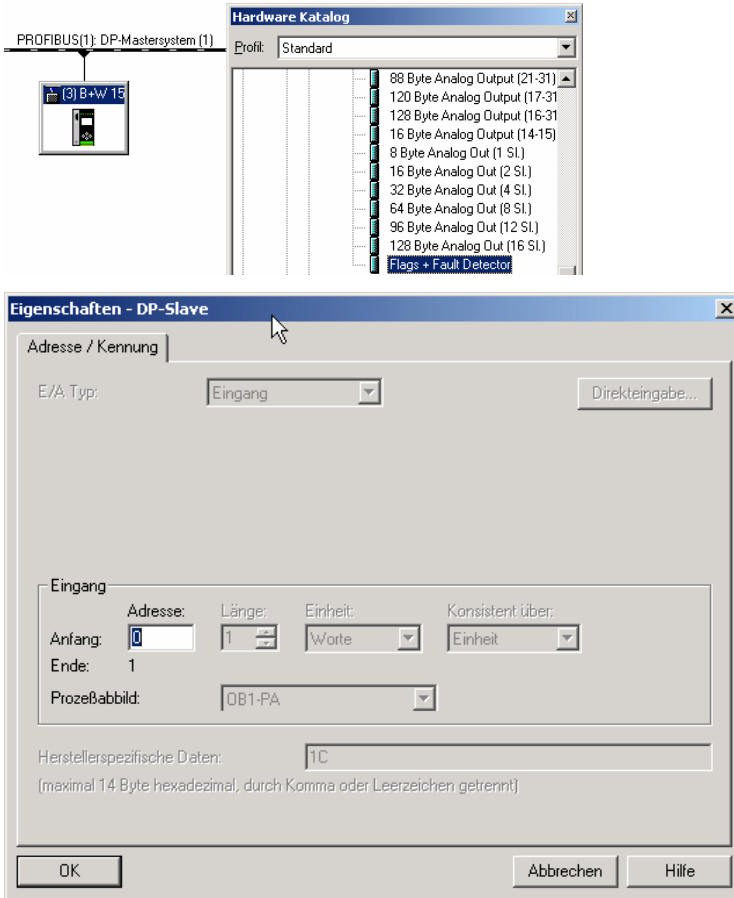 Hardware Katalog
PROFIBUS(1): DP-Mastersystem (1)
Profil: Standard
(3) B+W 15
88 Byte Analog Output (21-31)
120 Byte Analog Output (17-31
128 Byte Analog Output (16-31
16 Byte Analog Output (14-15)
8 Byte Analog Out (1 Sl.)
16 Byte Analog Out (2 Sl.)
32 Byte Analog Out (4 Sl.)
64 Byte Analog Out (8 Sl.)
96 Byte Analog Out (12 Sl.)
128 Byte Analog Out (16 Sl.)
Flags + Fault Detector
Eigenschaften - DP-Slave
Adresse / Kennung
E/A Typ: Eingang Direkteingabe...
Eingang
Adresse: Länge: Einheit: Konsistent über:
Anfang: 0 1 Worte Einheit
Ende: 1
Prozeßabbild: OB1-PA
Herstellerspezifische Daten: 1C
(maximal 14 Byte hexadezimal, durch Komma oder Leerzeichen getrennt)
OK Abbrechen Hilfe